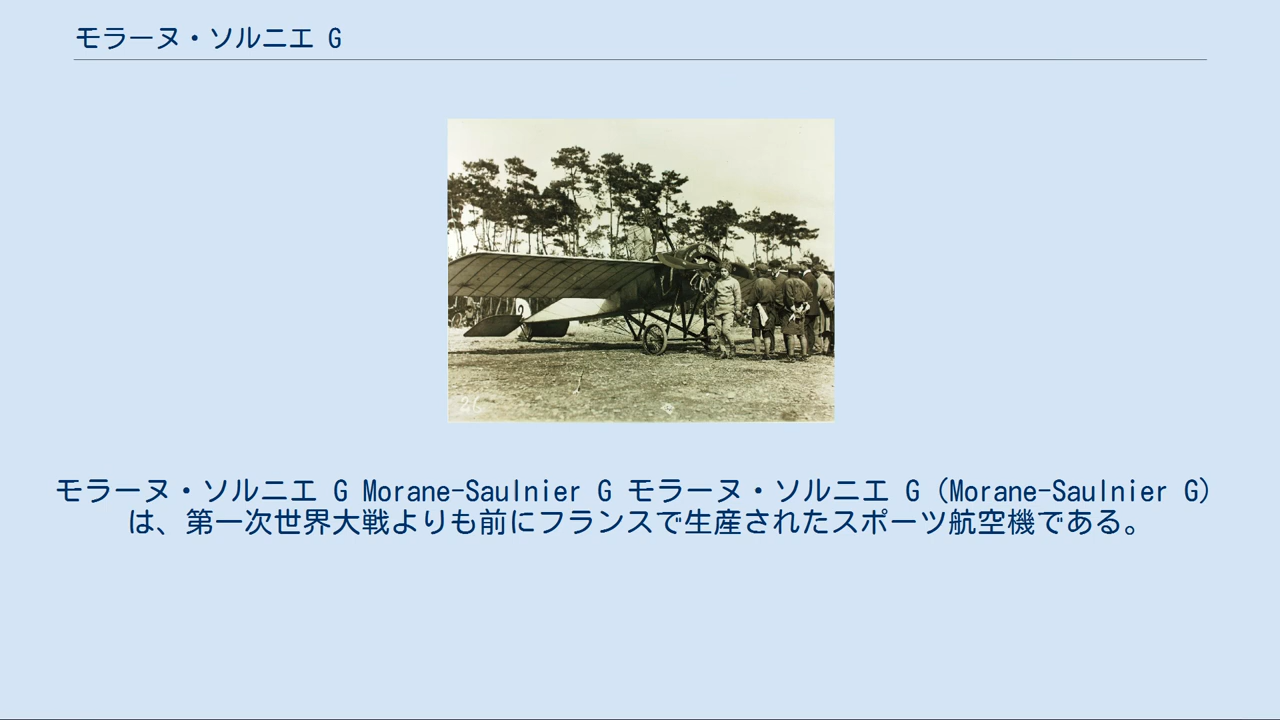 モラーヌ・ソルニエ G
26
モラーヌ・ソルニエ G Morane-Saulnier G モラーヌ・ソルニエ G (Morane-Saulnier G)
は、第一次世界大戦よりも前にフランスで生産されたスポーツ航空機である。